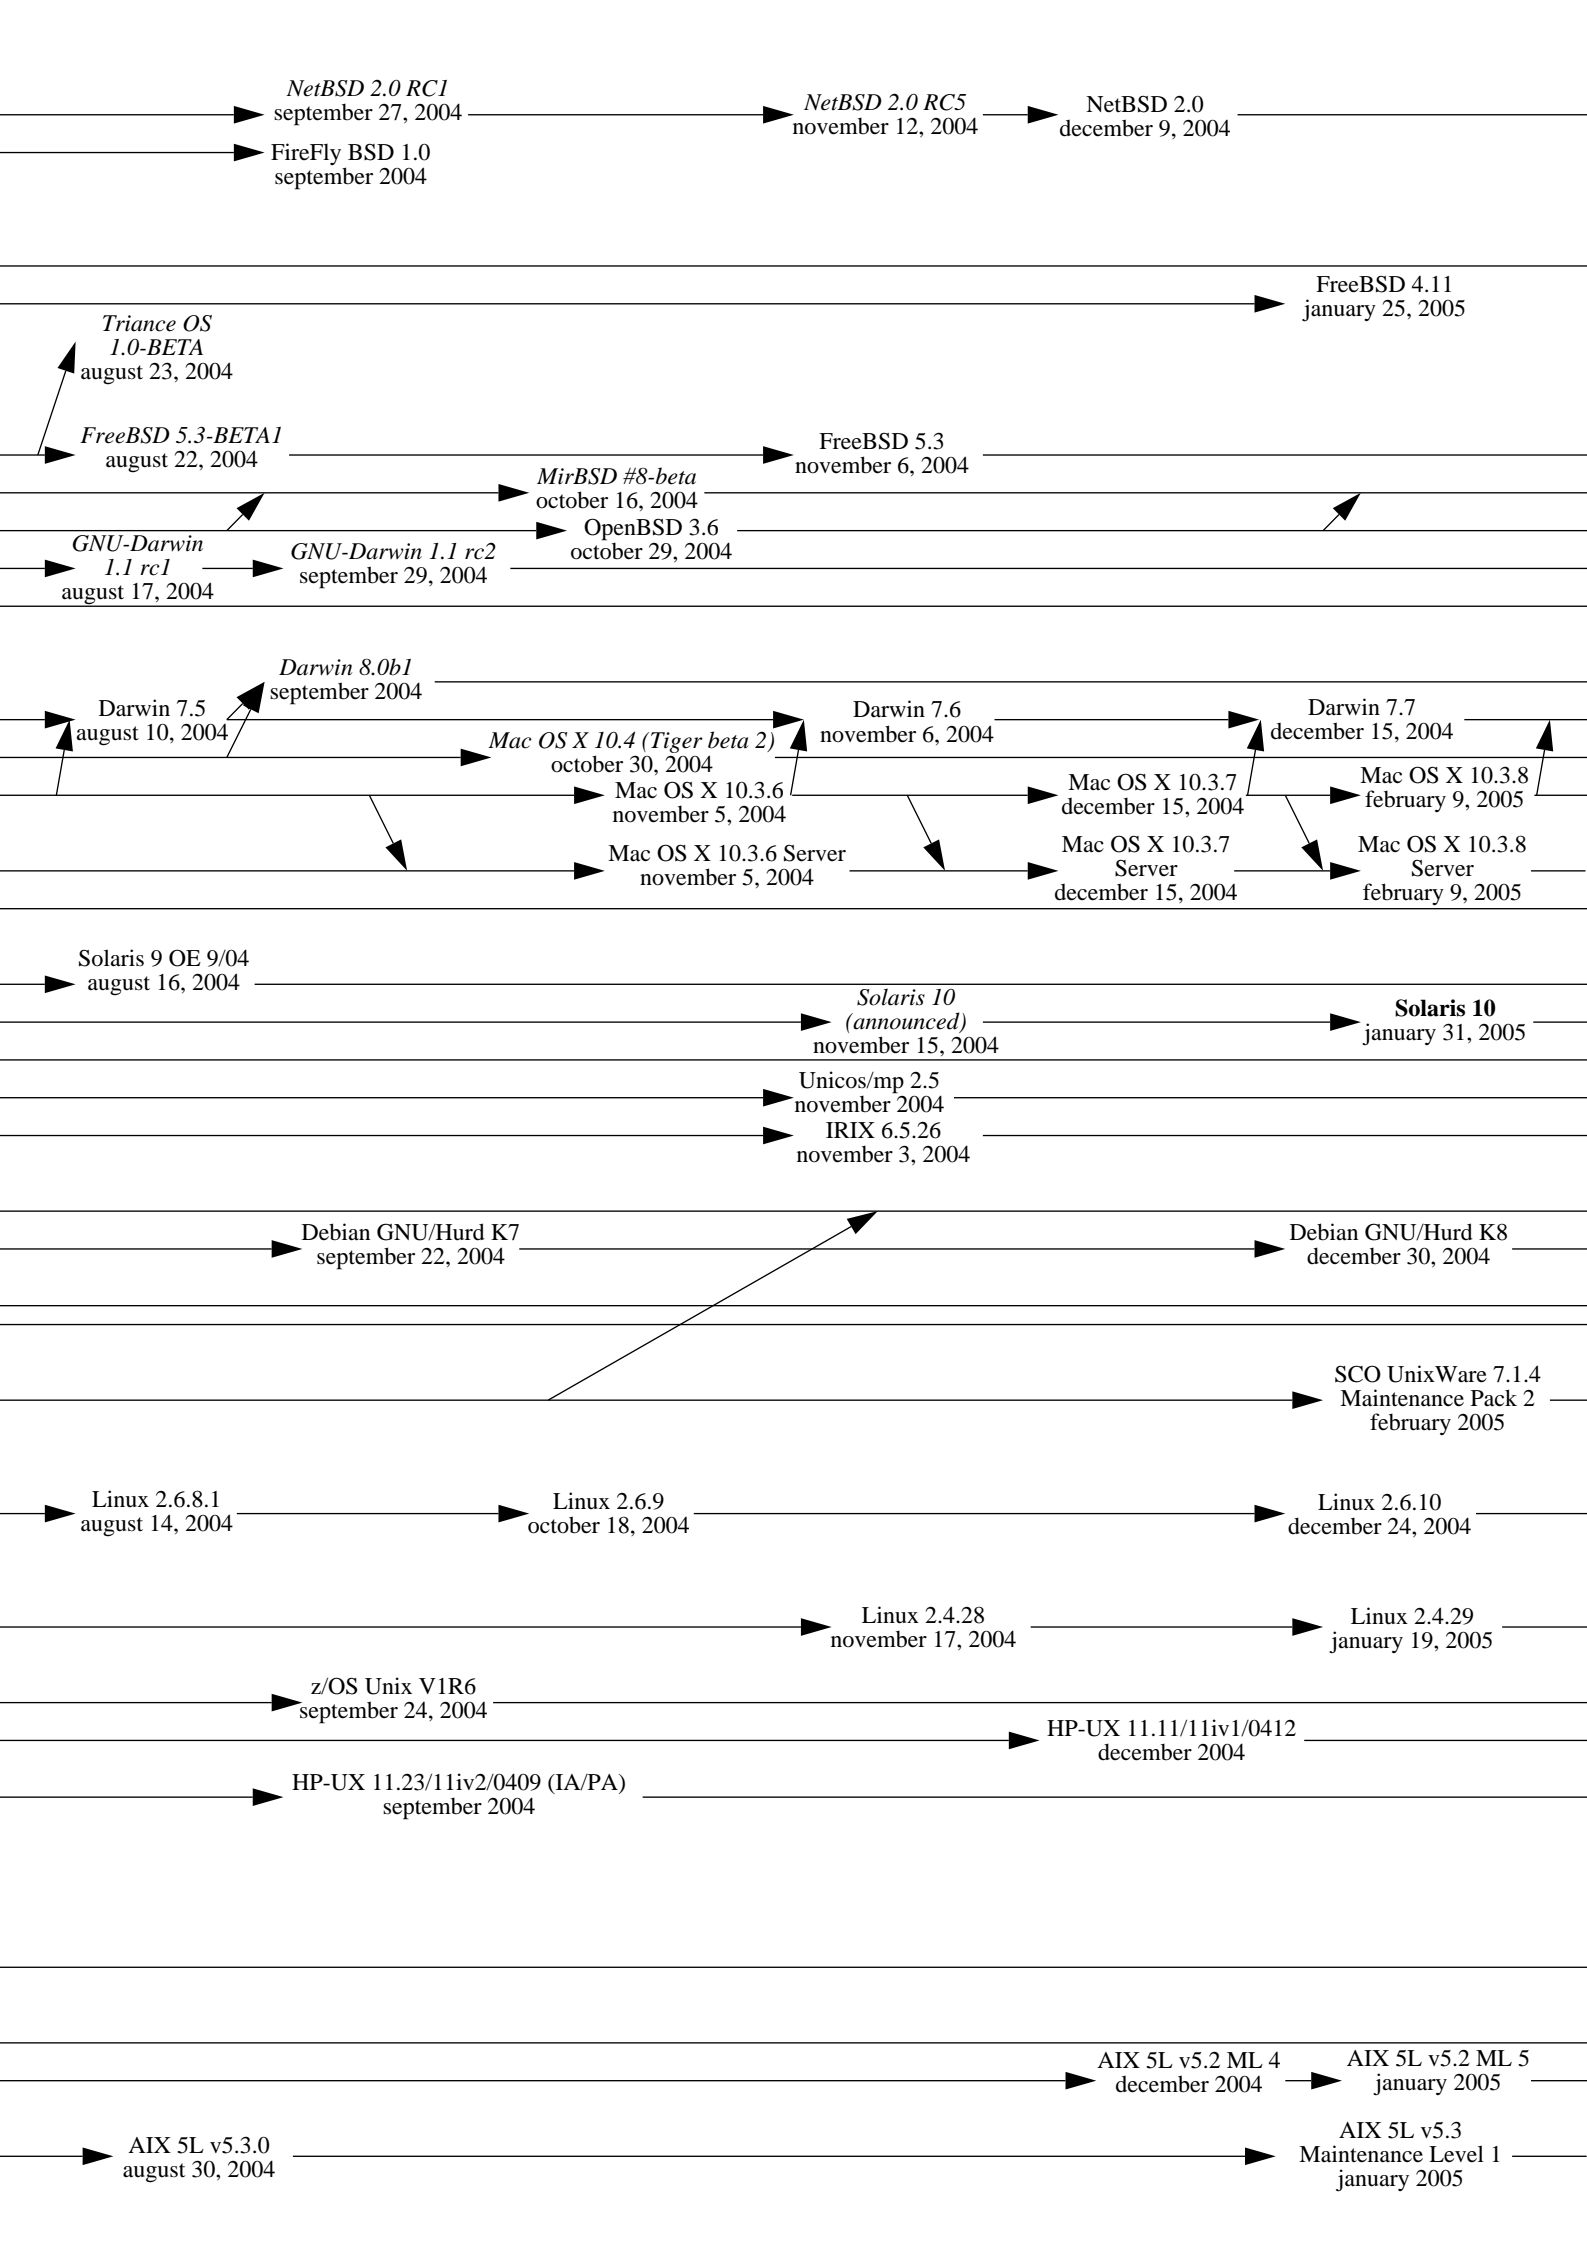 NetBSD 2.0 RC1
september 27, 2004
NetBSD 2.0 RC5
november 12, 2004
NetBSD 2.0
december 9, 2004
FireFly BSD 1.0
september 2004
FreeBSD 4.11
january 25, 2005
Triance OS
1.0-BETA
august 23, 2004
FreeBSD 5.3-BETA1
august 22, 2004
FreeBSD 5.3
november 6, 2004
MirBSD #8-beta
october 16, 2004
OpenBSD 3.6
october 29, 2004
GNU-Darwin
1.1 rc1
august 17, 2004
GNU-Darwin 1.1 rc2
september 29, 2004
Darwin 8.0b1
september 2004
Darwin 7.5
august 10, 2004
Darwin 7.6
november 6, 2004
Darwin 7.7
december 15, 2004
Mac OS X 10.4 (Tiger beta 2)
october 30, 2004
Mac OS X 10.3.6
november 5, 2004
Mac OS X 10.3.7
december 15, 2004
Mac OS X 10.3.8
february 9, 2005
Mac OS X 10.3.6 Server
november 5, 2004
Mac OS X 10.3.7
Server
december 15, 2004
Mac OS X 10.3.8
Server
february 9, 2005
Solaris 9 OE 9/04
august 16, 2004
Solaris 10
(announced)
november 15, 2004
Solaris 10
january 31, 2005
Unicos/mp 2.5
november 2004
IRIX 6.5.26
november 3, 2004
Debian GNU/Hurd K7
september 22, 2004
Debian GNU/Hurd K8
december 30, 2004
SCO UnixWare 7.1.4
Maintenance Pack 2
february 2005
Linux 2.6.8.1
august 14, 2004
Linux 2.6.9
october 18, 2004
Linux 2.6.10
december 24, 2004
Linux 2.4.28
november 17, 2004
Linux 2.4.29
january 19, 2005
z/OS Unix V1R6
september 24, 2004
HP-UX 11.11/11iv1/0412
december 2004
HP-UX 11.23/11iv2/0409 (IA/PA)
september 2004
AIX 5L v5.2 ML 4
december 2004
AIX 5L v5.2 ML 5
january 2005
AIX 5L v5.3.0
august 30, 2004
AIX 5L v5.3
Maintenance Level 1
january 2005